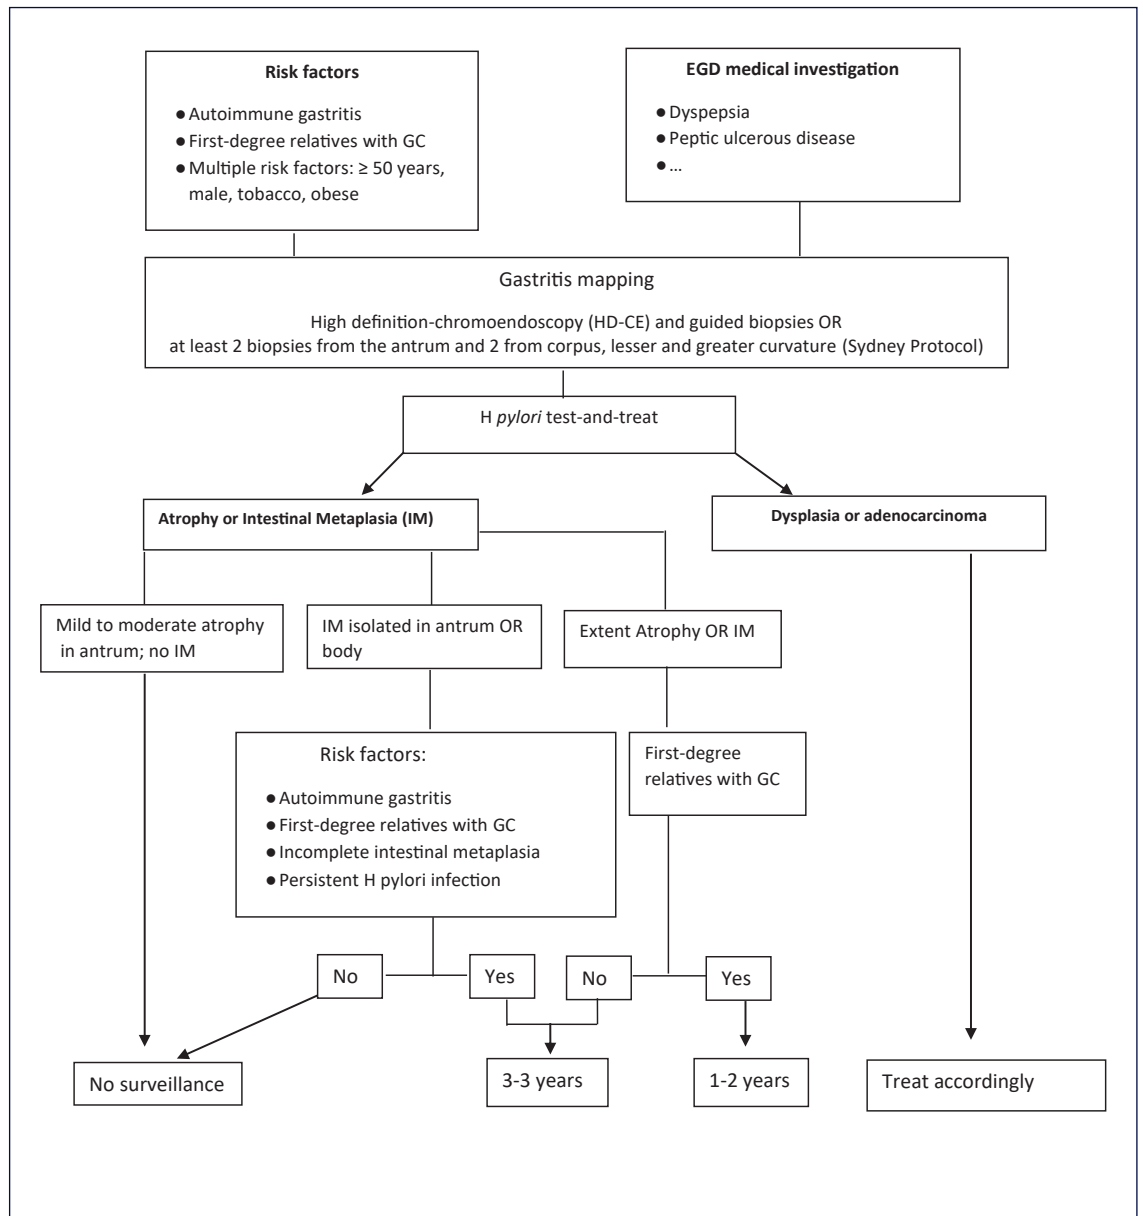 Risk factors
● Autoimmune gastritis
● First-degree relatives with GC
● Multiple risk factors: ≥ 50 years,
male, tobacco, obese
EGD medical investigation
● Dyspepsia
● Peptic ulcerous disease
● ...
Gastritis mapping
High definition-chromoendoscopy (HD-CE) and guided biopsies OR
at least 2 biopsies from the antrum and 2 from corpus, lesser and greater curvature (Sydney Protocol)
H pylori test-and-treat
Atrophy or Intestinal Metaplasia (IM)
Dysplasia or adenocarcinoma
Mild to moderate atrophy
in antrum; no IM
IM isolated in antrum OR
body
Extent Atrophy OR IM
Risk factors:
● Autoimmune gastritis
● First-degree relatives with GC
● Incomplete intestinal metaplasia
● Persistent H pylori infection
First-degree
relatives with GC
No
Yes
No
Yes
No surveillance
3-3 years
1-2 years
Treat accordingly